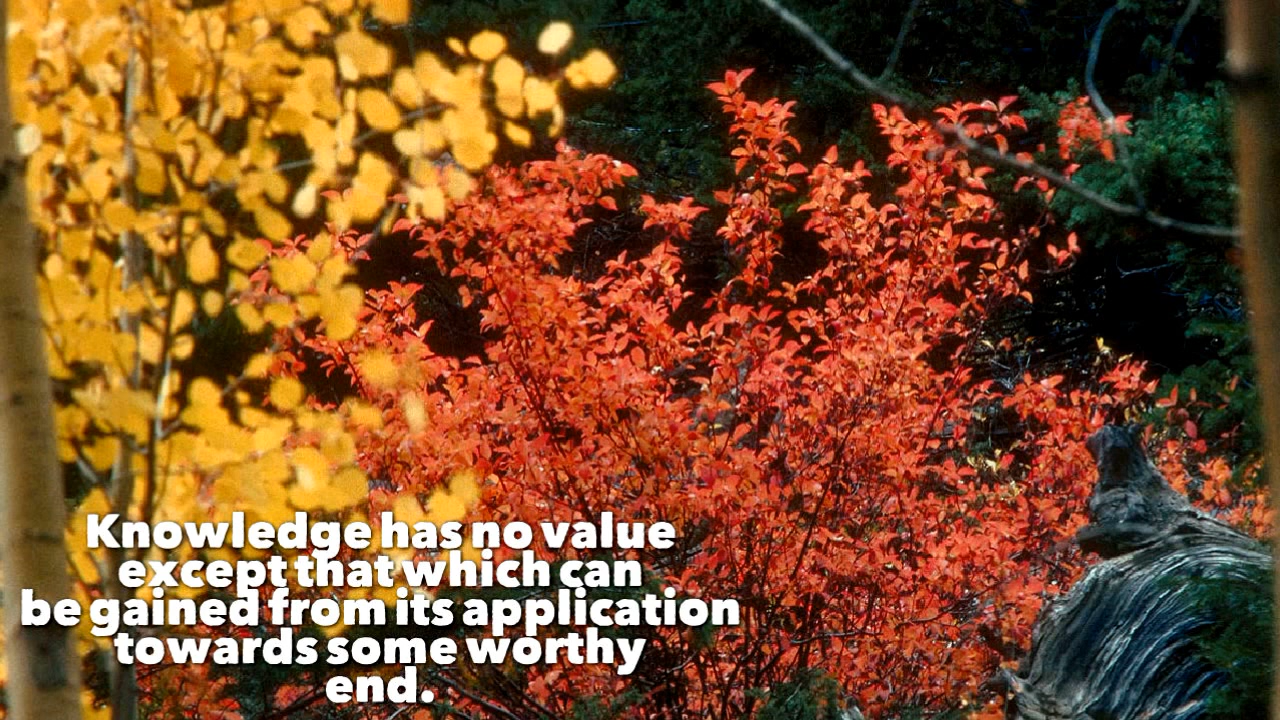 Knowledge has no value
except that which can
be gained from its application
towards some worthy
end.